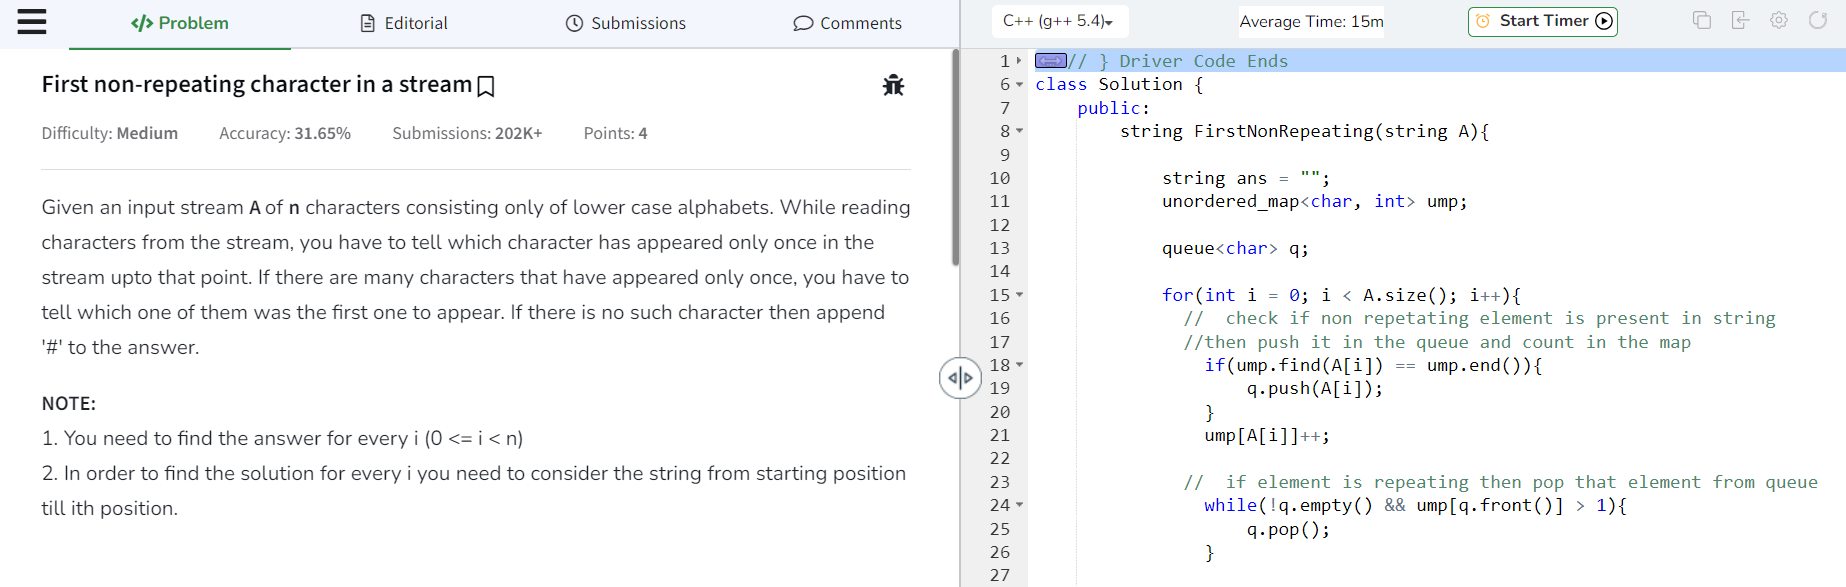 </> Problem
Editorial
Submissions
Comments
First non-repeating character in a stream
Difficulty: Medium Accuracy: 31.65% Submissions: 202K+ Points: 4
Given an input stream A of n characters consisting only of lower case alphabets. While reading
characters from the stream, you have to tell which character has appeared only once in the
stream upto that point. If there are many characters that have appeared only once, you have to
tell which one of them was the first one to appear. If there is no such character then append
'#' to the answer.
NOTE:
1. You need to find the answer for every i (0 <= i < n)
2. In order to find the solution for every i you need to consider the string from starting position
till ith position.
C++ (g++ 5.4)
Average Time: 15m
Start Timer
1 // } Driver Code Ends
6 class Solution {
7 public:
8 string FirstNonRepeating(string A){
9
10 string ans = "";
11 unordered_map<char, int> ump;
12
13 queue<char> q;
14
15 for(int i = 0; i < A.size(); i++){
16 // check if non repetating element is present in string
17 //then push it in the queue and count in the map
18 if(ump.find(A[i]) == ump.end()){
19 q.push(A[i]);
20 }
21 ump[A[i]]++;
22
23 // if element is repeating then pop that element from queue
24 while(!q.empty() && ump[q.front()] > 1){
25 q.pop();
26 }
27